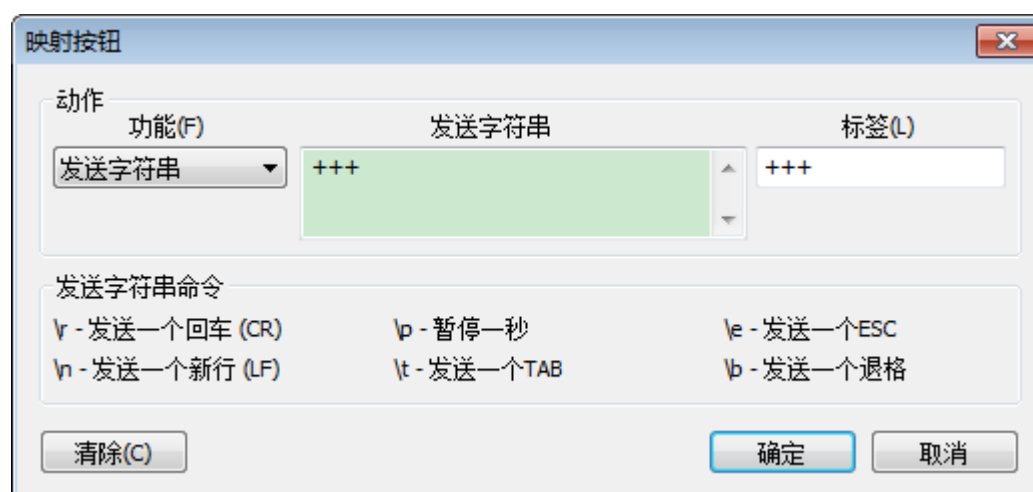 映射按钮
动作
功能(F) 发送字符串 标签(L)
发送字符串 +++ +++
发送字符串命令
\r - 发送一个回车 (CR) \p - 暂停一秒 \e - 发送一个ESC
\n - 发送一个新行 (LF) \t - 发送一个TAB \b - 发送一个退格
清除(C) 确定 取消